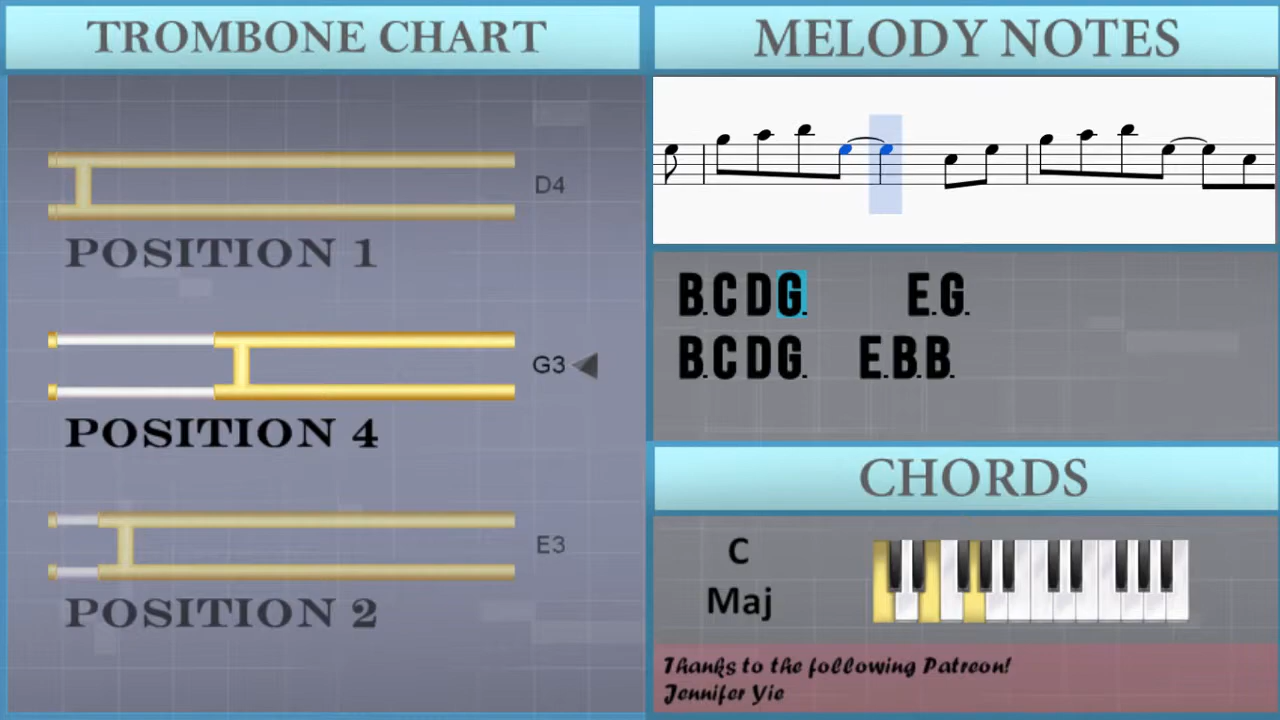 TROMBONE CHART
D4
POSITION 1
G3
POSITION 4
E3
POSITION 2
MELODY NOTES
B.C D G. E.G.
B.C D G. E.B.B.
CHORDS
C
Maj
Thanks to the following Patreon!
Jennifer Yie